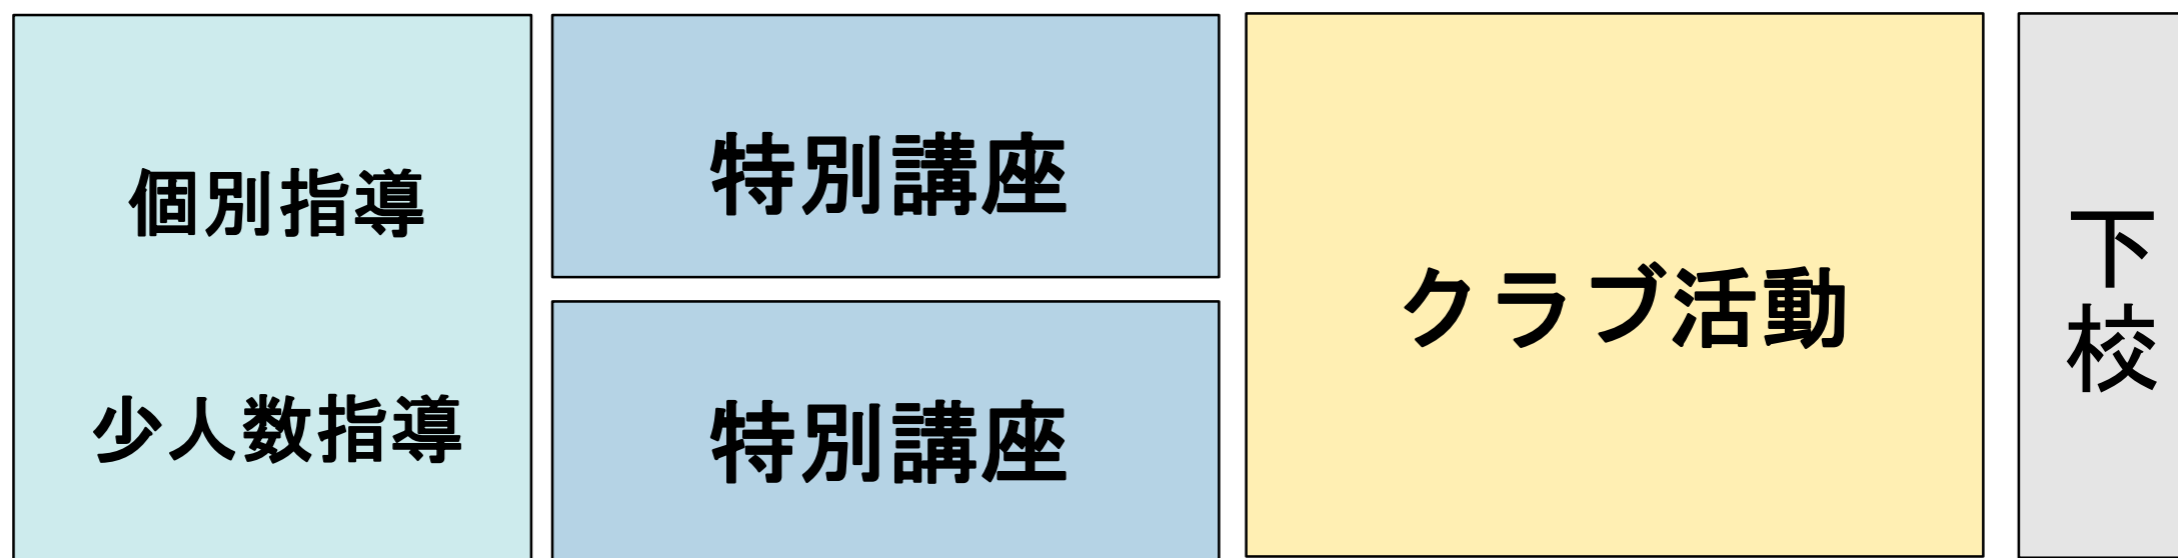 個別指導
少人数指導
特別講座
特別講座
クラブ活動
下校